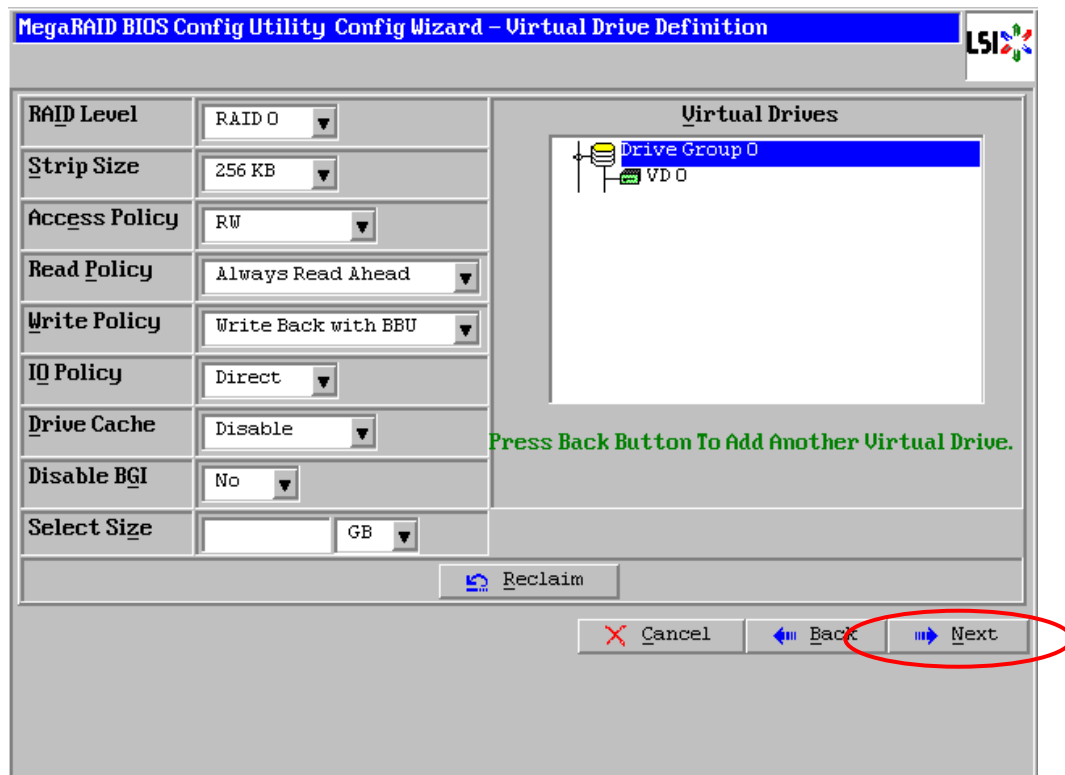 MegaRAID BIOS Config Utility Config Wizard – Virtual Drive Definition
LSI
RAID Level
RAID 0
Strip Size
256 KB
Access Policy
RW
Read Policy
Always Read Ahead
Write Policy
Write Back with BBU
IO Policy
Direct
Drive Cache
Disable
Disable BGI
No
Select Size
GB
Virtual Drives
Drive Group 0
VD 0
Press Back Button To Add Another Virtual Drive.
Reclaim
Cancel
Back
Next